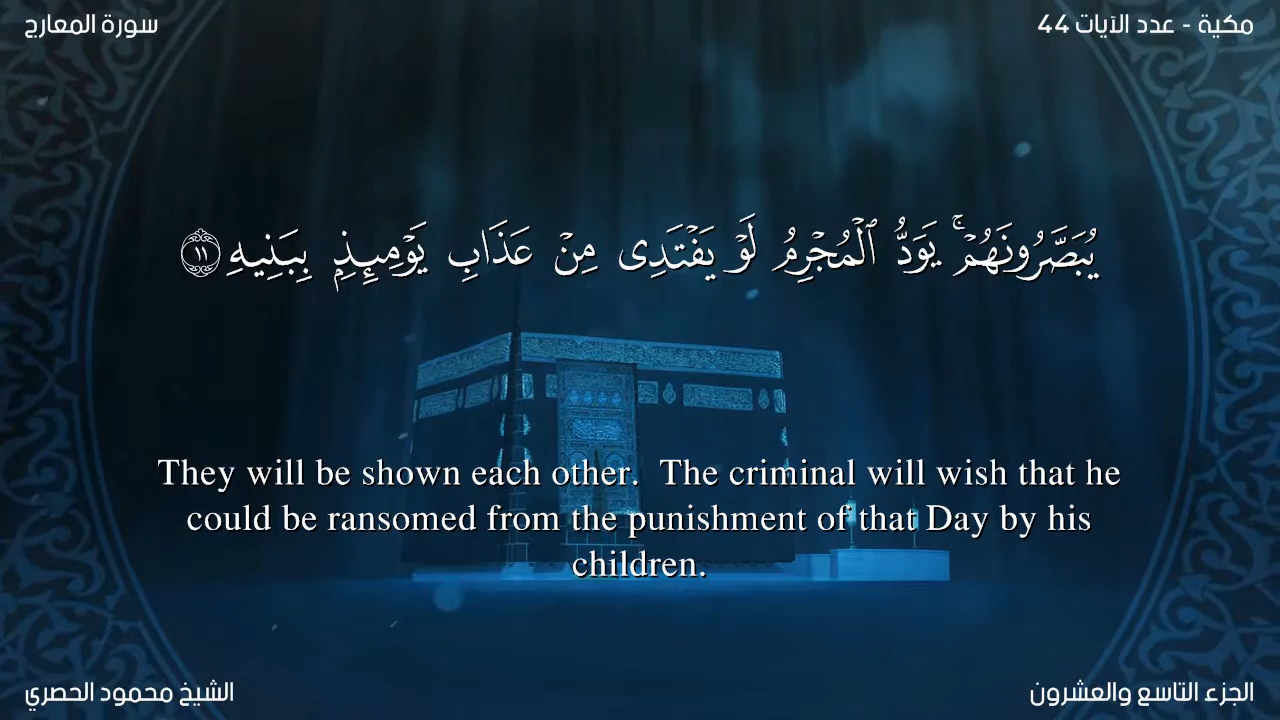 سورة المعارج
مكية - عدد الآيات 44
يُبَصَّرُونَهُمْ ۚ يَوَدُّ ٱلْمُجْرِمُ لَوْ يَفْتَدِى مِنْ عَذَابِ يَوْمِئِذٍۭ بِبَنِيهِ ١١
They will be shown each other. The criminal will wish that he
could be ransomed from the punishment of that Day by his
children.
الشيخ محمود الحصري
الجزء التاسع والعشرون